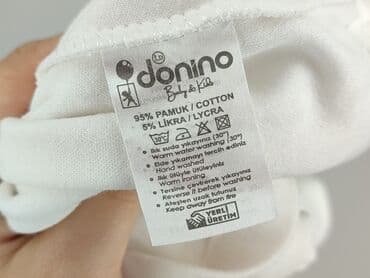 donino
Baby & Kids
95% PAMUK / COTTON
5% LİKRA / LYCRA
• Ilık suda yıkayınız (30°)
Warm water washing (30°)
• Elde yıkamayı tercih ediniz
Hand washed
• Ilık ütüyle ütüleyiniz
Warm ironing
• Tersine çevirerek yıkayınız
Reverse it before washing
• Ateşten uzak tutunuz
Keep away from fire
YERLİ
ÜRETİM